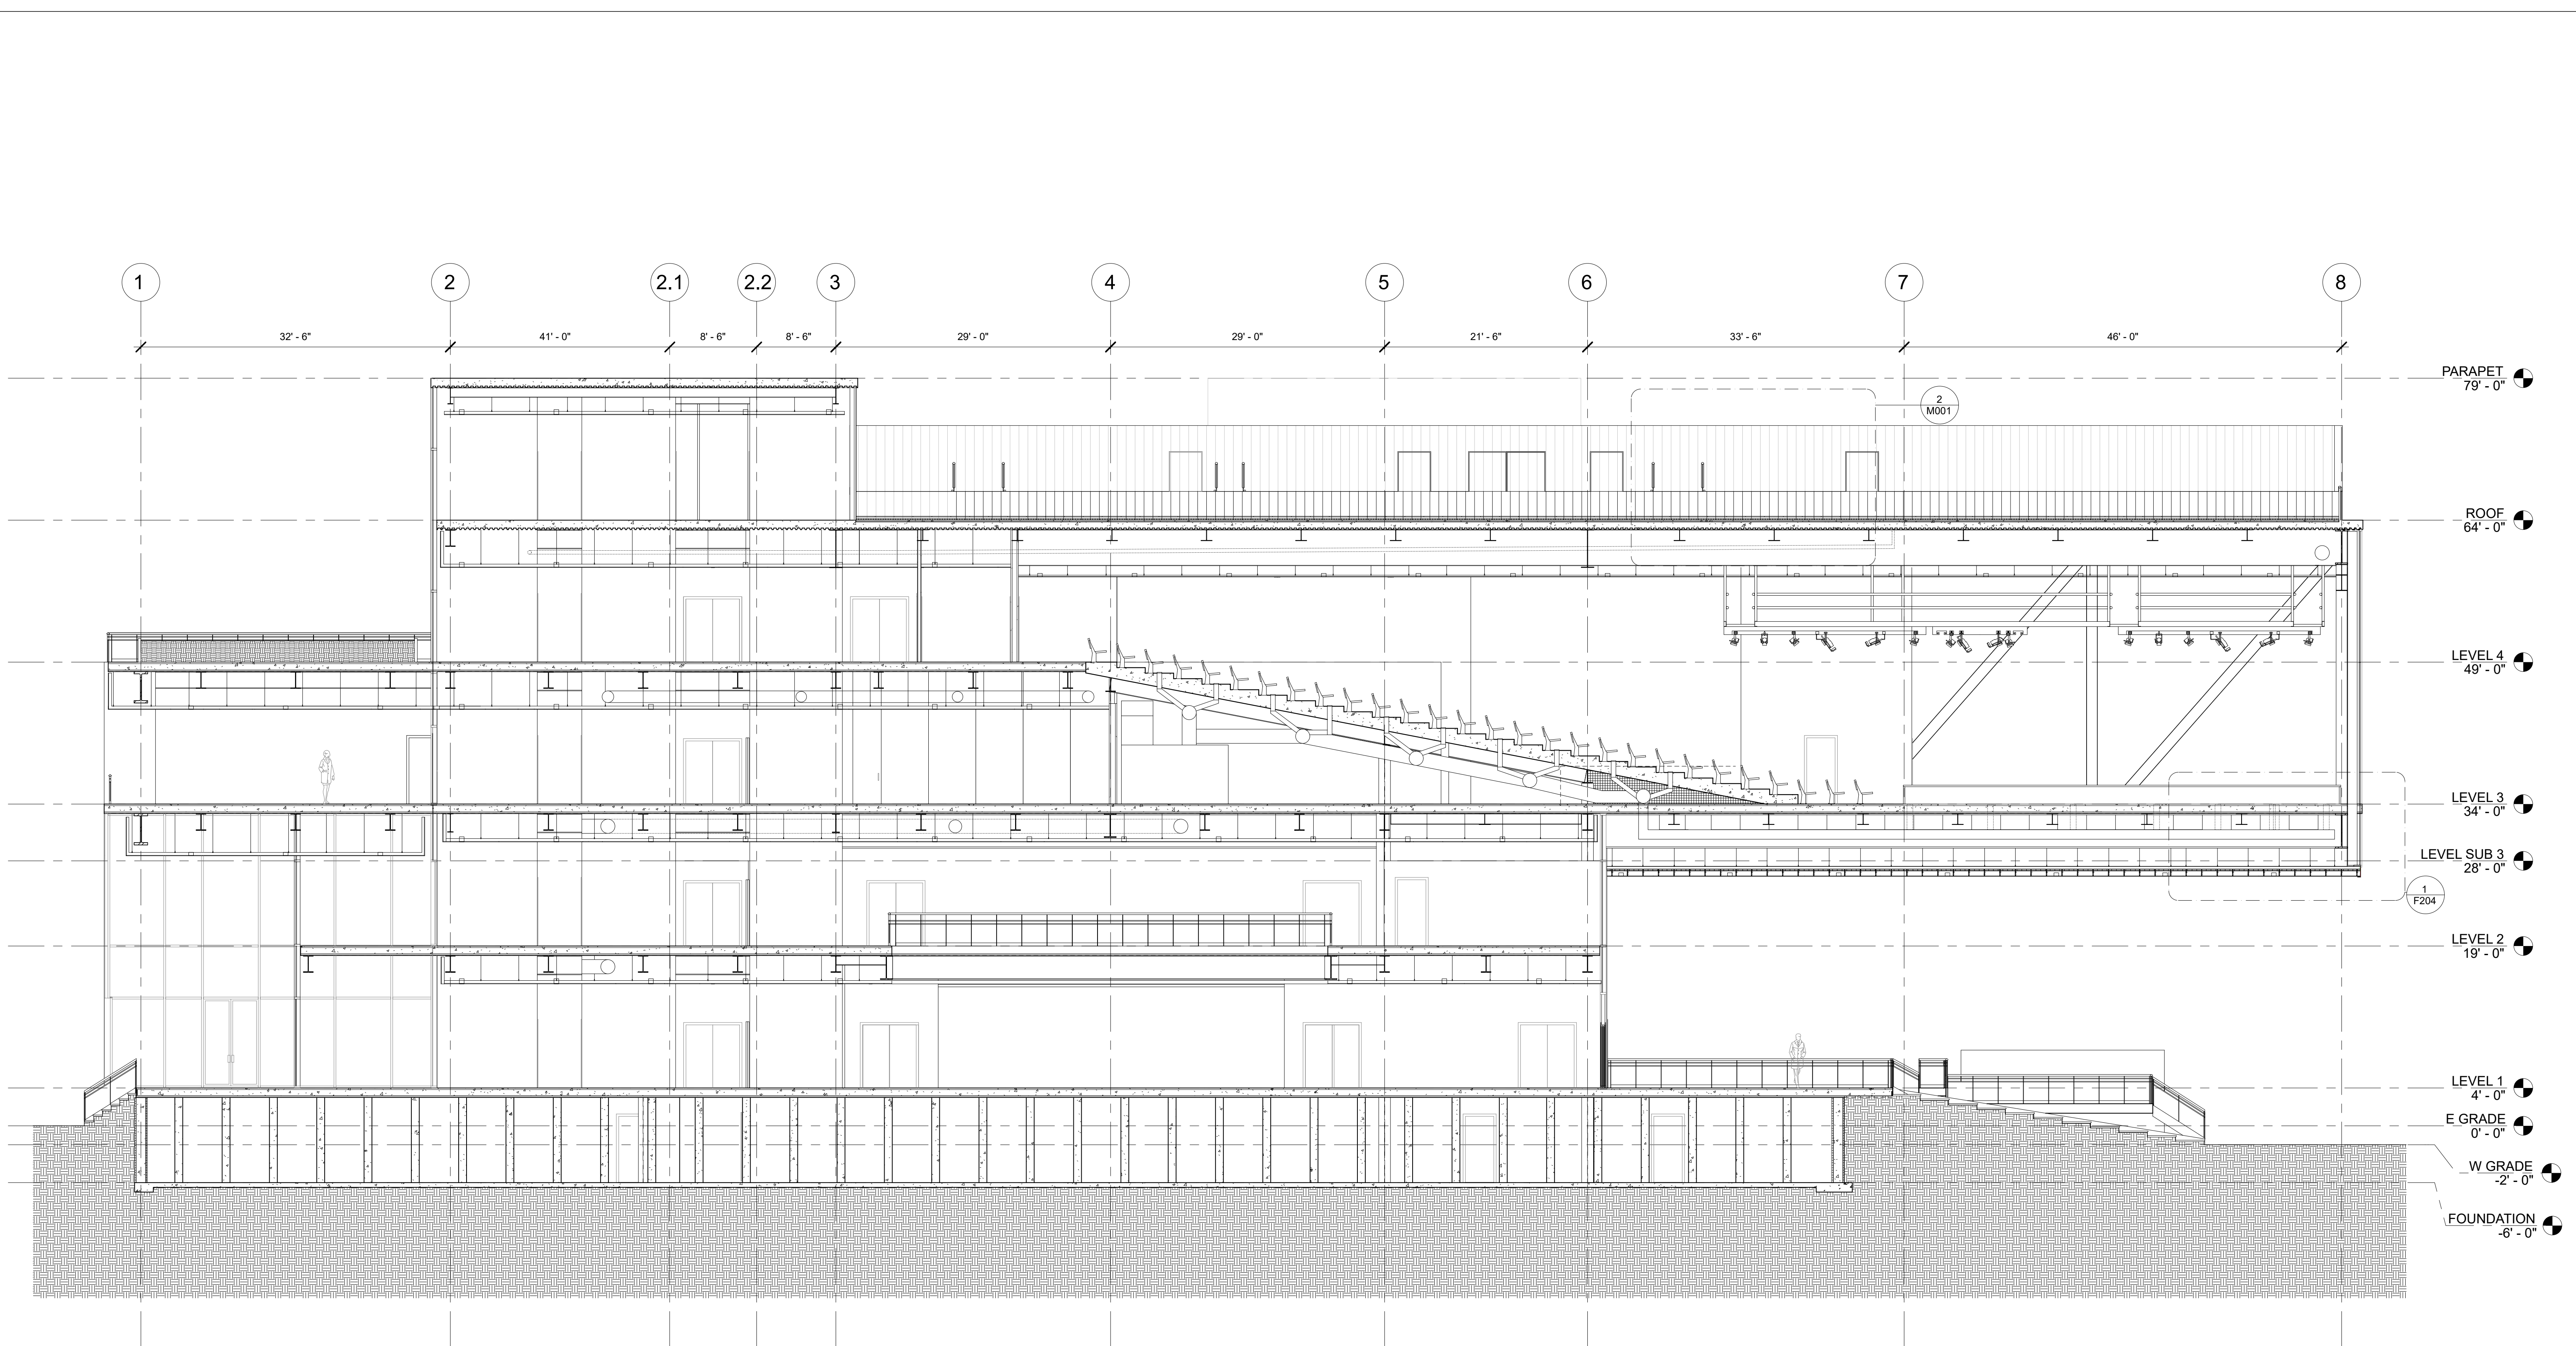 1
2
2.1
2.2
3
4
5
6
7
8
32' - 6"
41' - 0"
8' - 6"
8' - 6"
29' - 0"
29' - 0"
21' - 6"
33' - 6"
46' - 0"
PARAPET
79' - 0"
2
M001
ROOF
64' - 0"
LEVEL 4
49' - 0"
LEVEL 3
34' - 0"
LEVEL SUB 3
28' - 0"
1
F204
LEVEL 2
19' - 0"
LEVEL 1
4' - 0"
E GRADE
0' - 0"
W GRADE
-2' - 0"
FOUNDATION
-6' - 0"